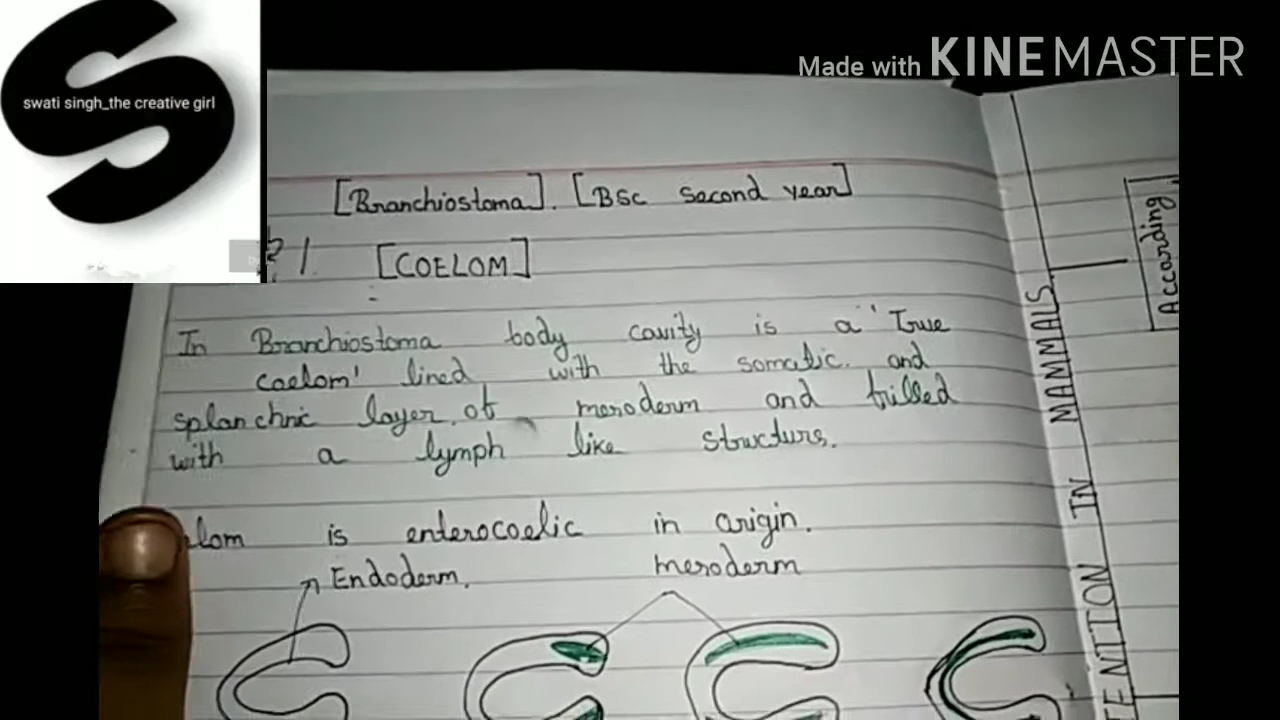 Made with KINEMASTER
swati singh_the creative girl
[Branchiostoma]. [BSc second year]
[COELOM]
In Branchiostoma body cavity is a 'True
coelom' lined with the somatic. and
splanchnic layer of mesoderm and filled
with a lymph like structure.
elom is enterocoelic in origin.
Endoderm. mesoderm
According
TENTION IN MAMMALS